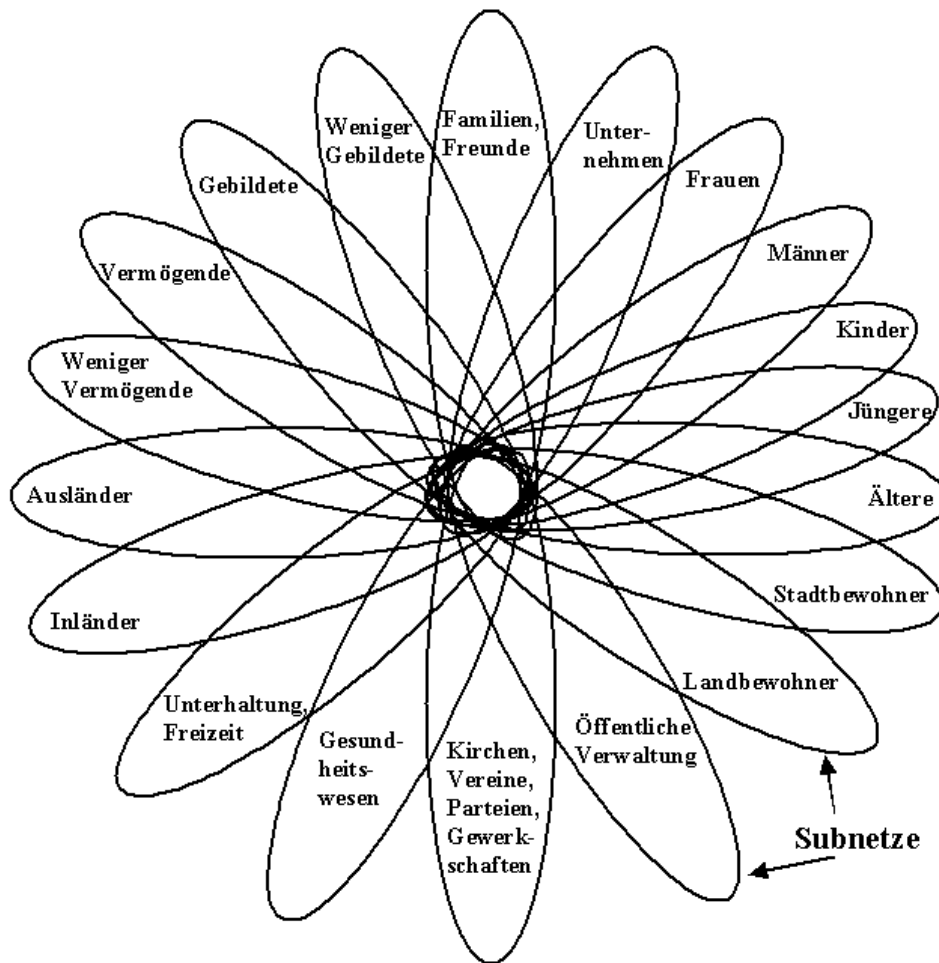 Familien,
Freunde
Unter-
nehmen
Frauen
Männer
Kinder
Jüngere
Ältere
Stadtbewohner
Landbewohner
Öffentliche
Verwaltung
Subnetze
Kirchen,
Vereine,
Parteien,
Gewerk-
schaften
Gesund-
heits-
wesen
Unterhaltung,
Freizeit
Inländer
Ausländer
Weniger
Vermögende
Vermögende
Gebildete
Weniger
Gebildete